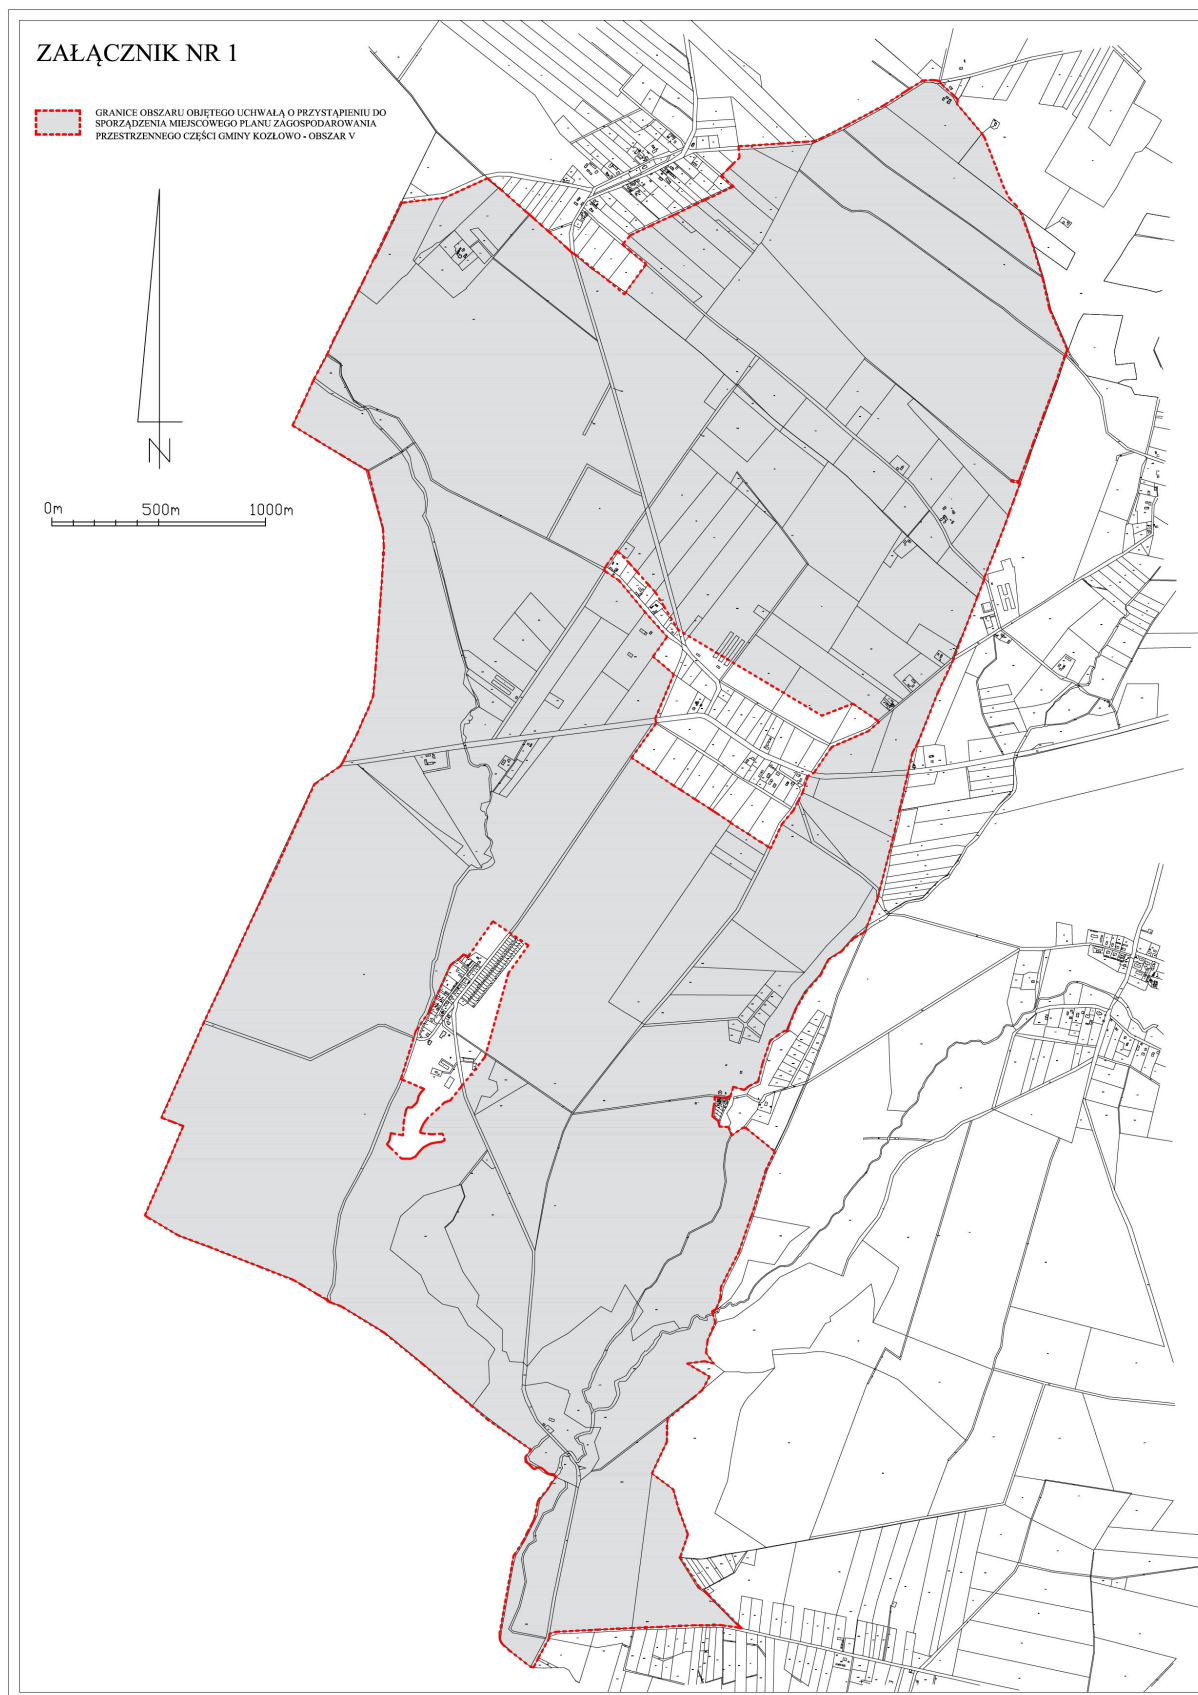 ZAŁĄCZNIK NR 1
GRANICE OBSZARU OBJĘTEGO UCHWAŁĄ O PRZYSTĄPIENIU DO
SPORZĄDZENIA MIEJSCOWEGO PLANU ZAGOSPODAROWANIA
PRZESTRZENNEGO CZĘŚCI GMINY KOZŁOWO - OBSZAR V
N
0m 500m 1000m